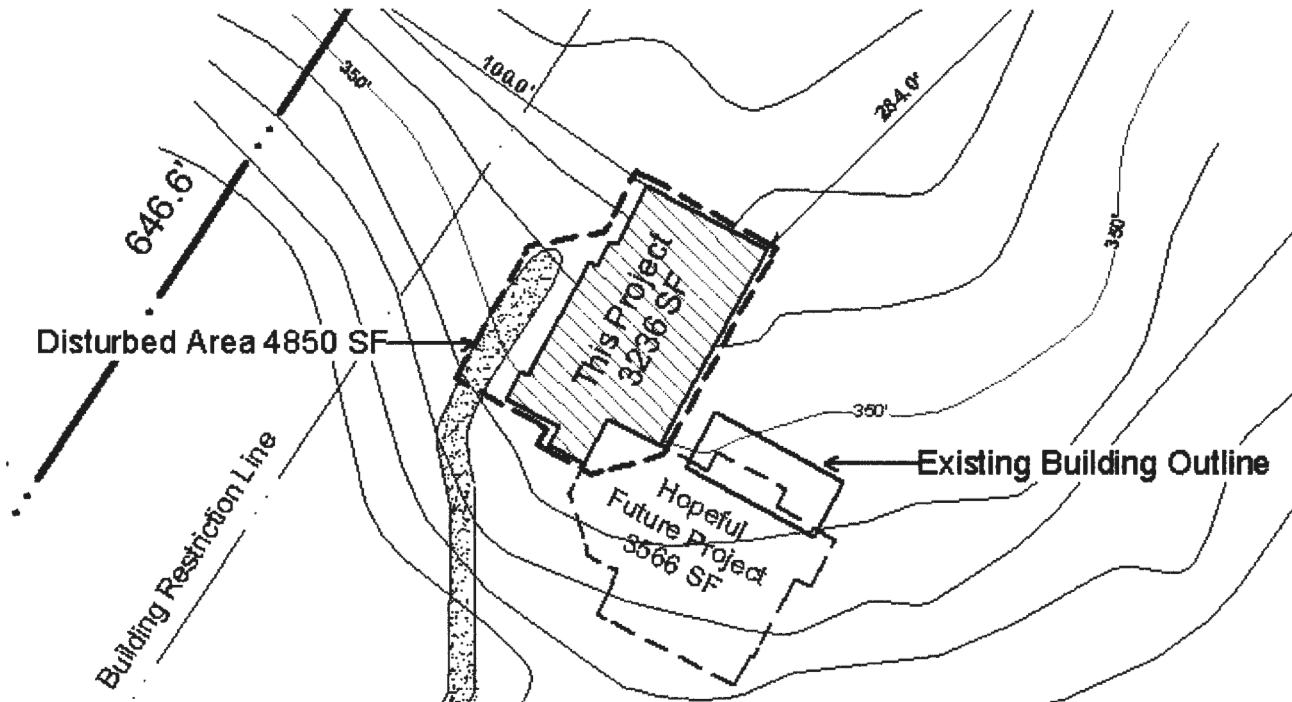 350'
100.0'
284.0'
646.6'
350'
This Project
3236 SF
Disturbed Area 4850 SF
350'
Existing Building Outline
Hopeful
Future Project
3566 SF
Building Restriction Line